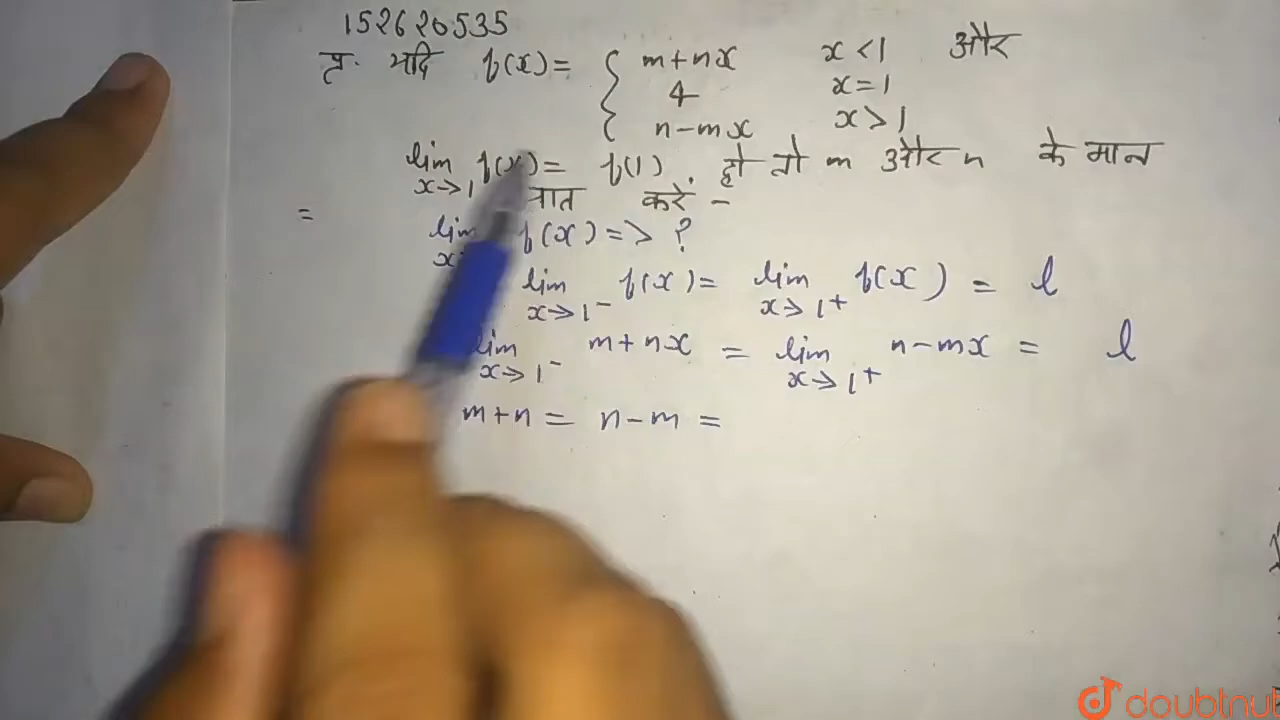 152620535
प्र. यदि f(x)= { m+nx x<1 और
4 x=1
n-mx x>1
lim x→1 f(x)= f(1). हो तो m और n के मान
करें -
= lim f(x)=> ?
lim x→1⁻ f(x)= lim x→1⁺ f(x) = l
lim x→1⁻ m+nx = lim x→1⁺ n-mx = l
m+n = n-m =
doubtnut